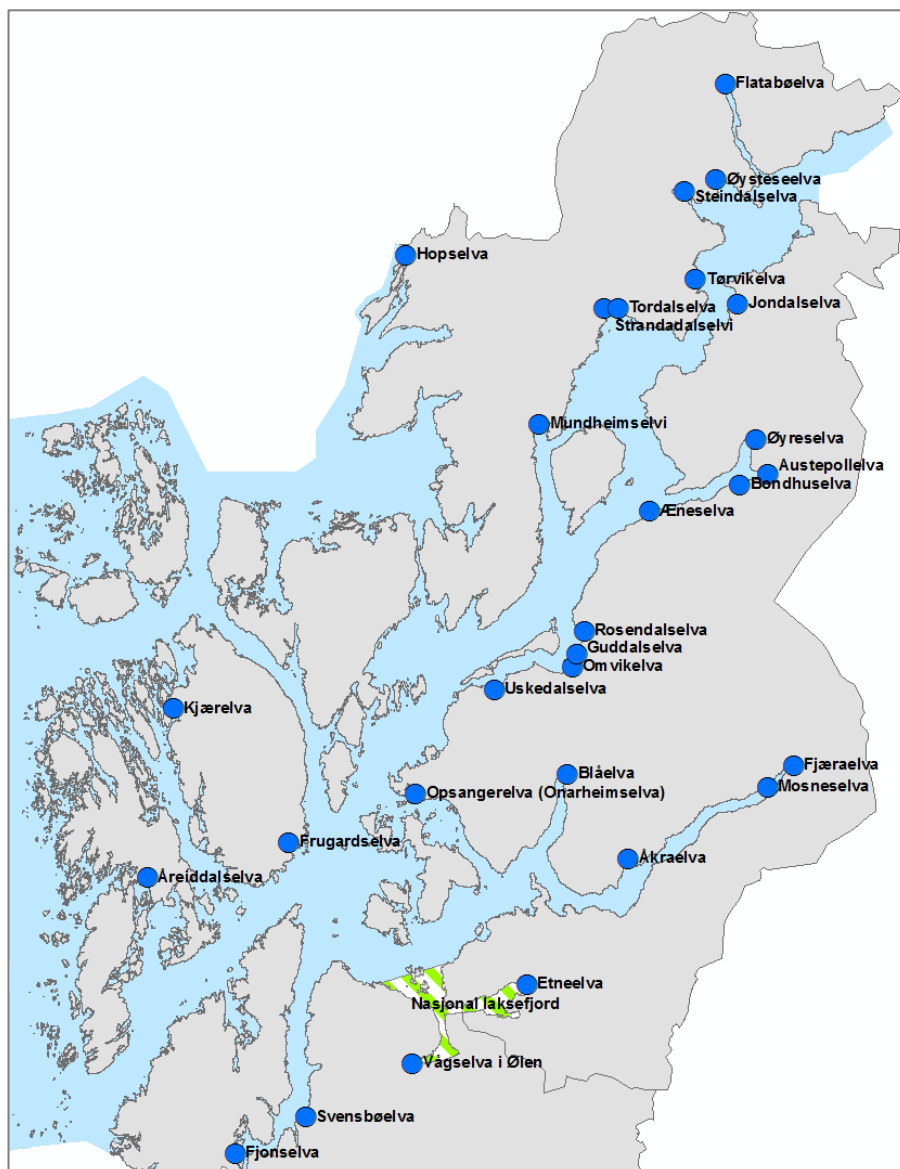 Flatabøelva
Øysteseelva
Steindalselva
Hopselva
Tørvikelva
Jondalselva
Tordalselva
Strandadalselvi
Mundheimselvi
Øyreselva
Austepollelva
Bondhuselva
Æneselva
Rosendalselva
Guddalselva
Omvikelva
Uskedalselva
Kjærelva
Blåelva
Fjæraelva
Mosneselva
Opsangerelva (Onarheimselva)
Frugardselva
Åkraelva
Åreiddalselva
Etneelva
Nasjonal laksefjord
Vågselva i Ølen
Svensbøelva
Fjonselva